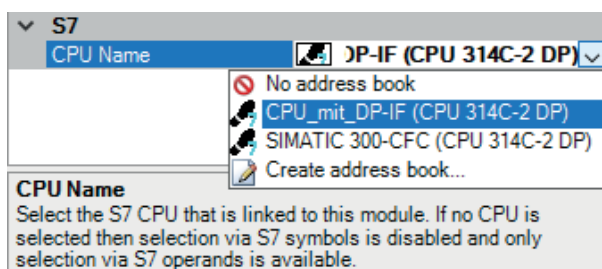 S7
CPU Name DP-IF (CPU 314C-2 DP)
No address book
CPU_mit_DP-IF (CPU 314C-2 DP)
SIMATIC 300-CFC (CPU 314C-2 DP)
Create address book...
CPU Name
Select the S7 CPU that is linked to this module. If no CPU is
selected then selection via S7 symbols is disabled and only
selection via S7 operands is available.